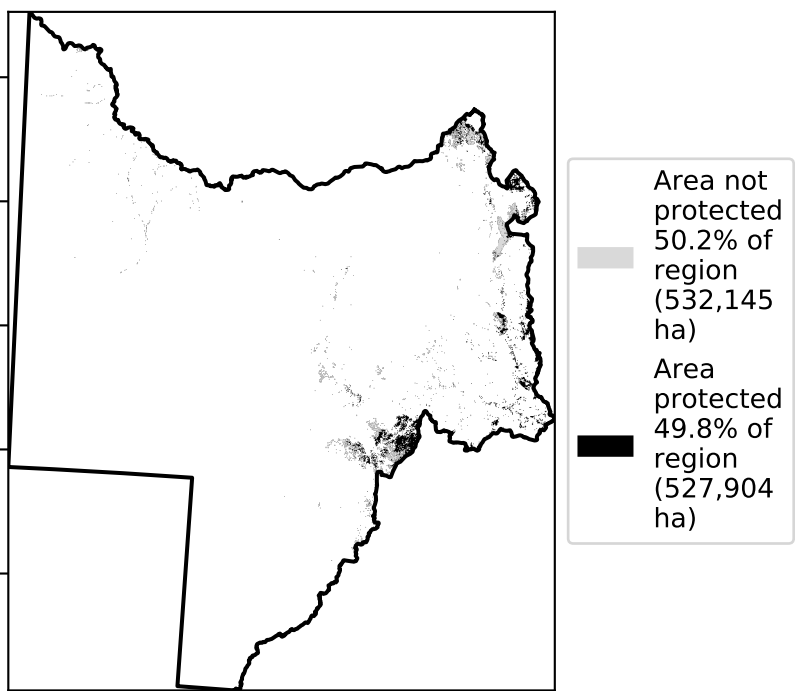 Area not
protected
50.2% of
region
(532,145
ha)
Area
protected
49.8% of
region
(527,904
ha)